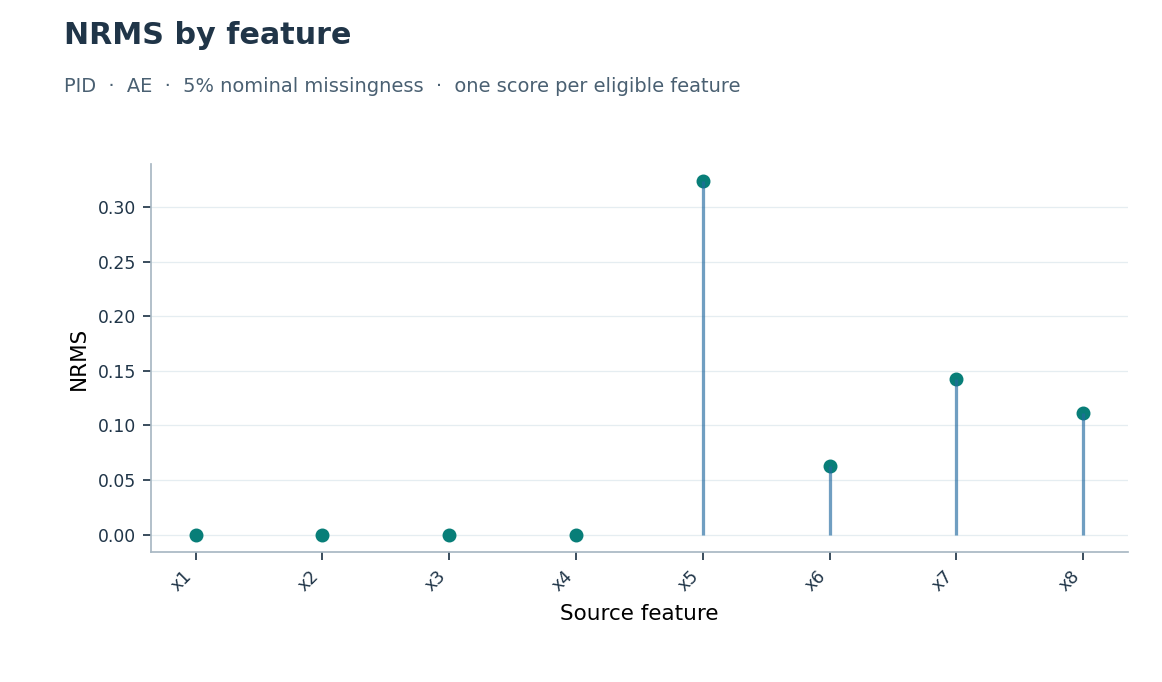 NRMS by feature
PID · AE · 5% nominal missingness · one score per eligible feature
0.30
0.25
0.20
0.15
0.10
0.05
0.00
NRMS
x1 x2 x3 x4 x5 x6 x7 x8
Source feature